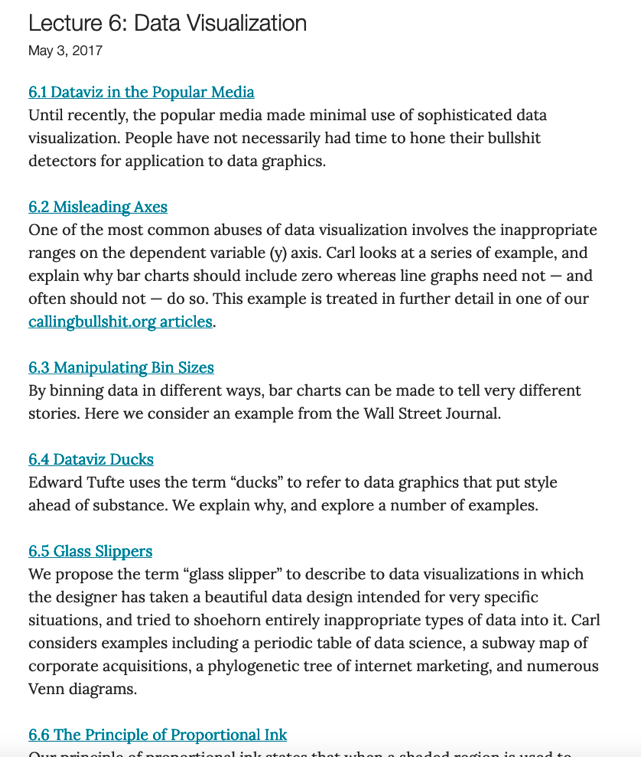 Lecture 6: Data Visualization
May 3, 2017
6.1 Dataviz in the Popular Media
Until recently, the popular media made minimal use of sophisticated data
visualization. People have not necessarily had time to hone their bullshit
detectors for application to data graphics.
6.2 Misleading Axes
One of the most common abuses of data visualization involves the inappropriate
ranges on the dependent variable (y) axis. Carl looks at a series of example, and
explain why bar charts should include zero whereas line graphs need not — and
often should not — do so. This example is treated in further detail in one of our
callingbullshit.org articles.
6.3 Manipulating Bin Sizes
By binning data in different ways, bar charts can be made to tell very different
stories. Here we consider an example from the Wall Street Journal.
6.4 Dataviz Ducks
Edward Tufte uses the term “ducks” to refer to data graphics that put style
ahead of substance. We explain why, and explore a number of examples.
6.5 Glass Slippers
We propose the term “glass slipper” to describe to data visualizations in which
the designer has taken a beautiful data design intended for very specific
situations, and tried to shoehorn entirely inappropriate types of data into it. Carl
considers examples including a periodic table of data science, a subway map of
corporate acquisitions, a phylogenetic tree of internet marketing, and numerous
Venn diagrams.
6.6 The Principle of Proportional Ink
Our principle of proportional ink states that when a shaded region is used to